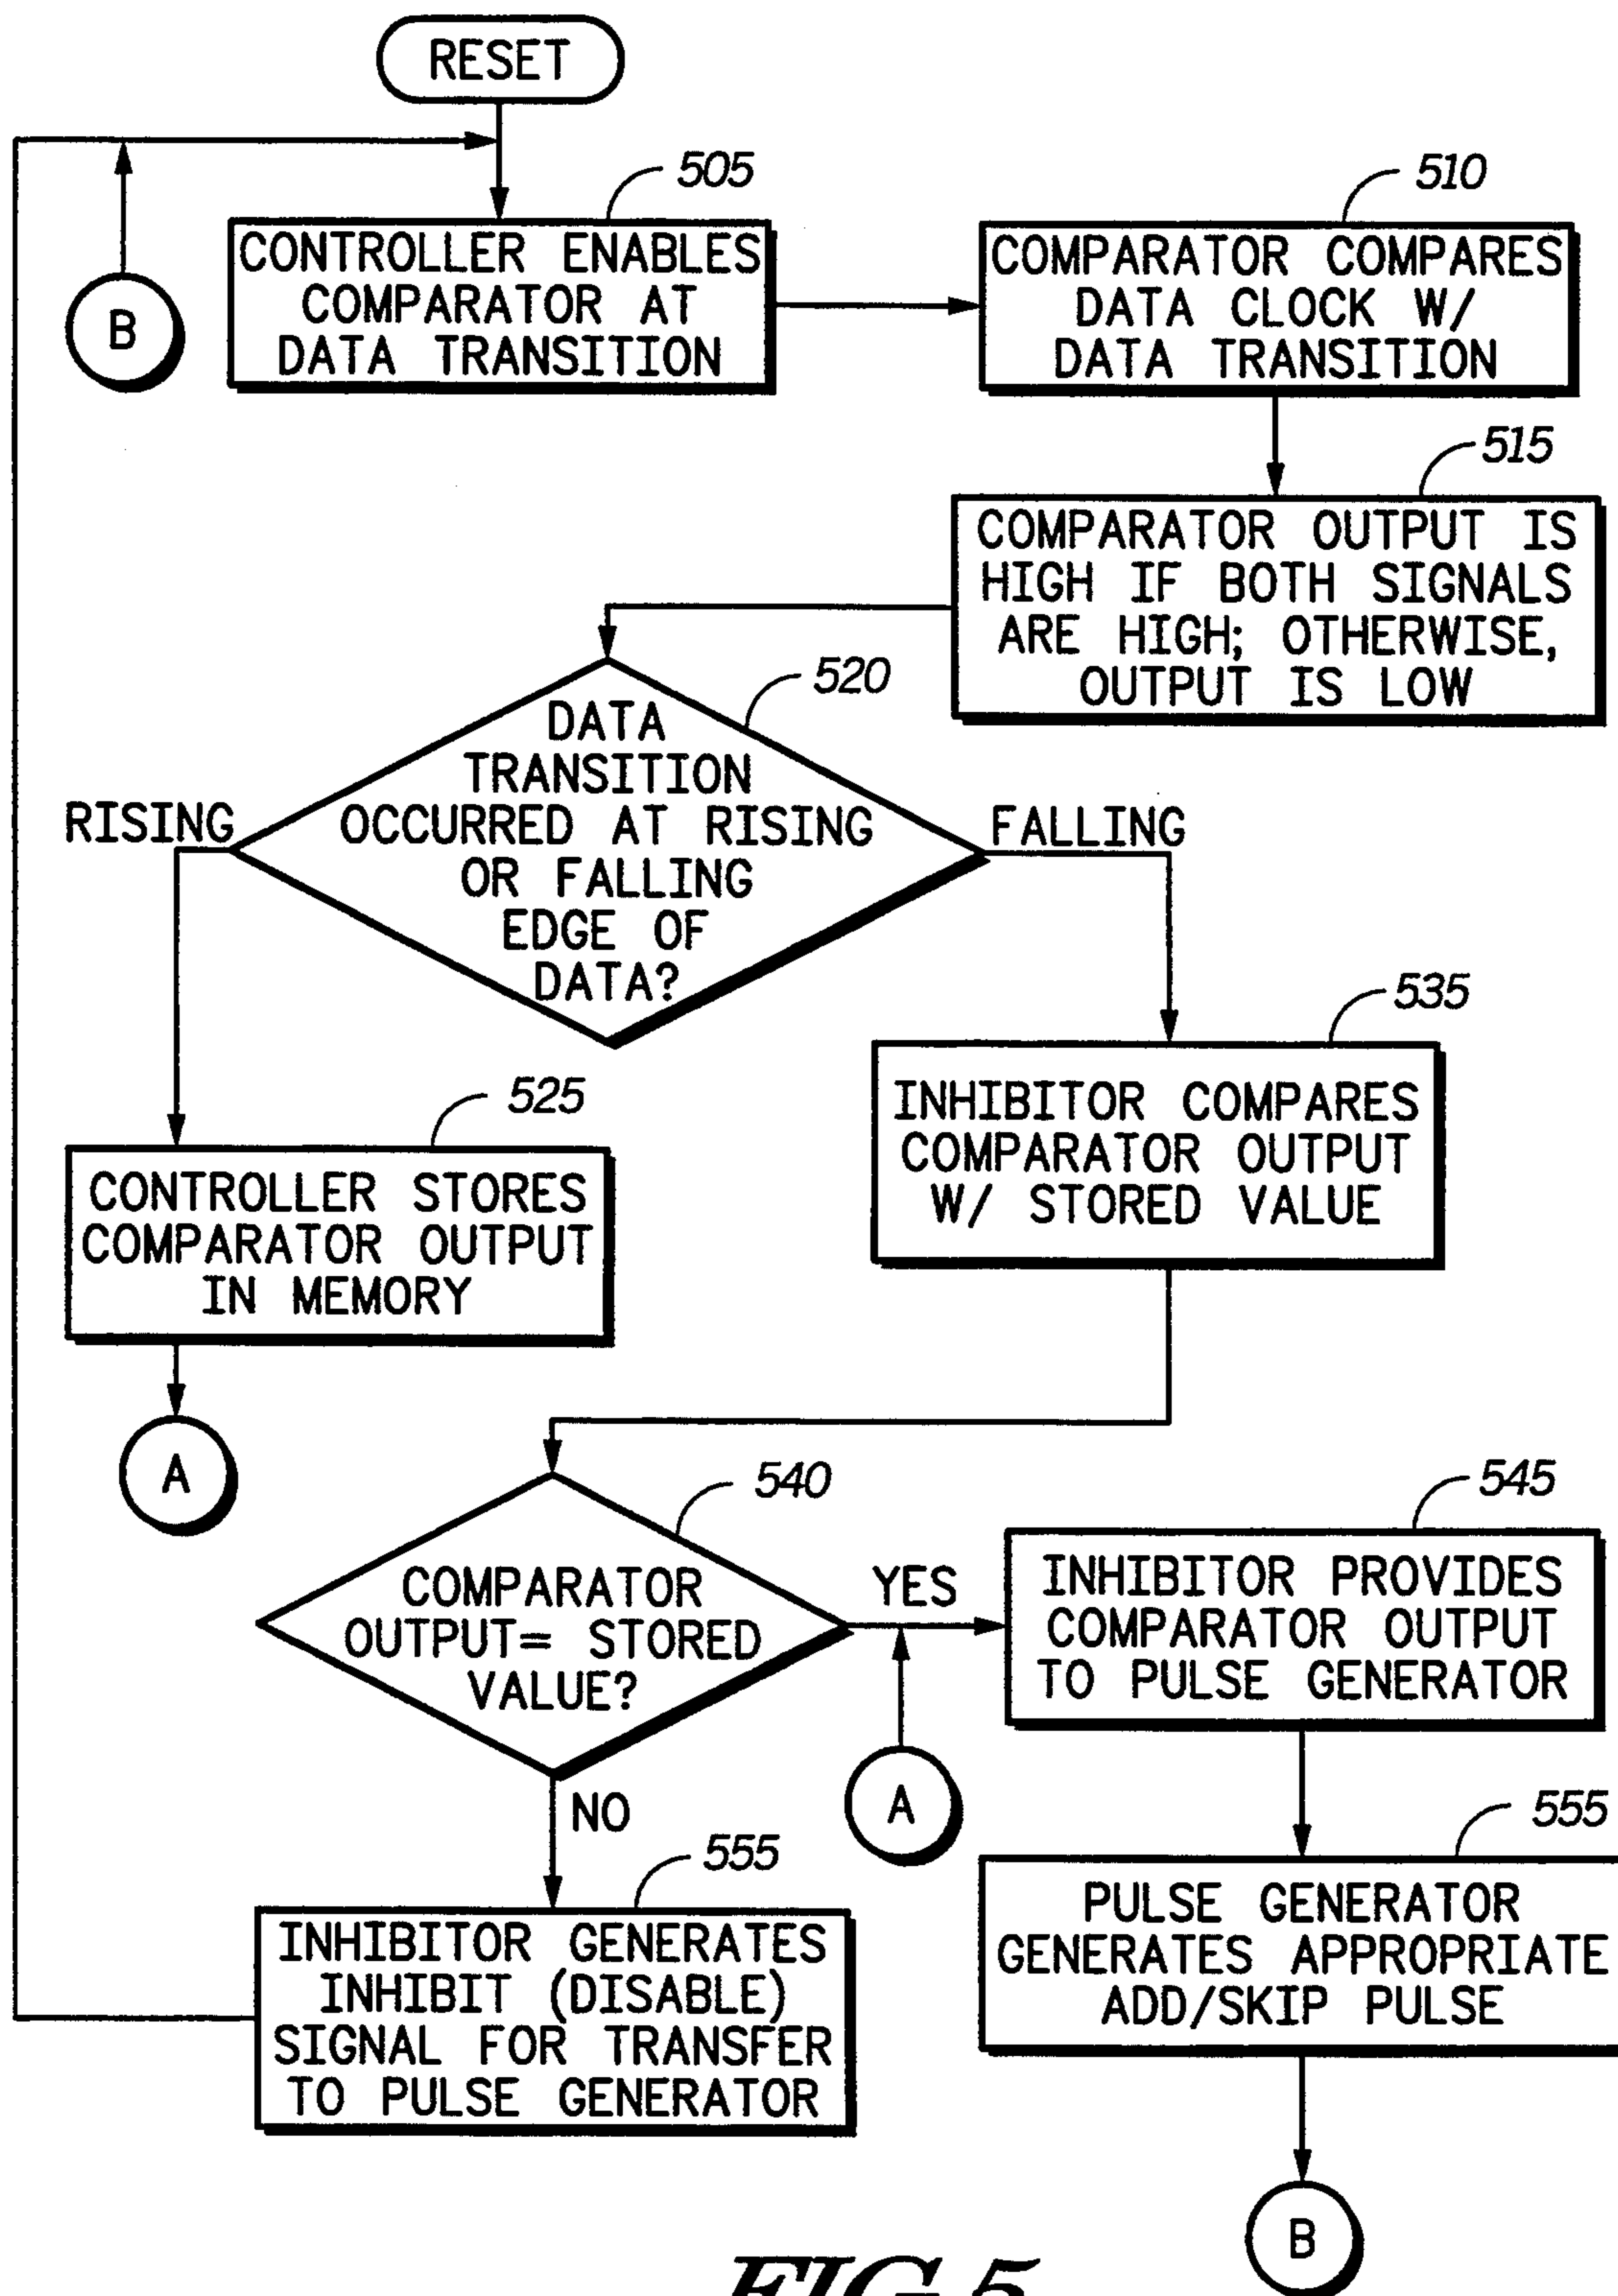 RESET
505
CONTROLLER ENABLES
COMPARATOR AT
DATA TRANSITION
B
510
COMPARATOR COMPARES
DATA CLOCK W/
DATA TRANSITION
515
COMPARATOR OUTPUT IS
HIGH IF BOTH SIGNALS
ARE HIGH; OTHERWISE,
OUTPUT IS LOW
520
DATA
TRANSITION
OCCURRED AT RISING
OR FALLING
EDGE OF
DATA?
RISING
FALLING
525
CONTROLLER STORES
COMPARATOR OUTPUT
IN MEMORY
A
535
INHIBITOR COMPARES
COMPARATOR OUTPUT
W/ STORED VALUE
540
COMPARATOR
OUTPUT= STORED
VALUE?
YES
A
NO
545
INHIBITOR PROVIDES
COMPARATOR OUTPUT
TO PULSE GENERATOR
555
INHIBITOR GENERATES
INHIBIT (DISABLE)
SIGNAL FOR TRANSFER
TO PULSE GENERATOR
555
PULSE GENERATOR
GENERATES APPROPRIATE
ADD/SKIP PULSE
B
FIG.5